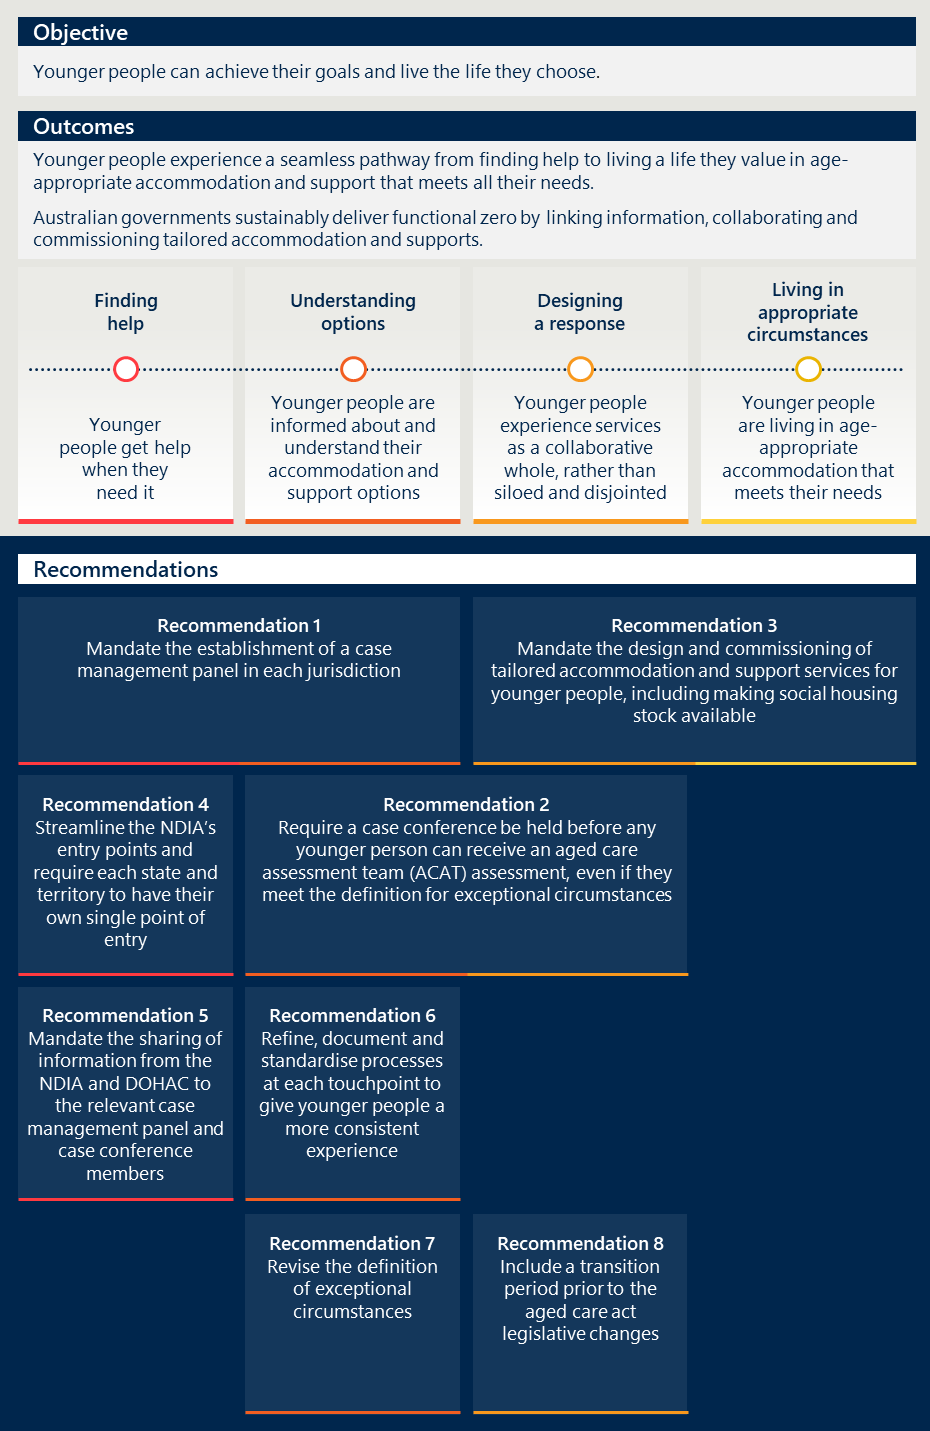 Objective
Younger people can achieve their goals and live the life they choose.
Outcomes
Younger people experience a seamless pathway from finding help to living a life they value in age-
appropriate accommodation and support that meets all their needs.
Australian governments sustainably deliver functional zero by linking information, collaborating and
commissioning tailored accommodation and supports.
Finding
help
Younger
people get help
when they
need it
Understanding
options
Younger people are
informed about and
understand their
accommodation and
support options
Designing
a response
Younger people
experience services
as a collaborative
whole, rather than
siloed and disjointed
Living in
appropriate
circumstances
Younger people
are living in age-
appropriate
accommodation that
meets their needs
Recommendations
Recommendation 1
Mandate the establishment of a case
management panel in each jurisdiction
Recommendation 3
Mandate the design and commissioning of
tailored accommodation and support services for
younger people, including making social housing
stock available
Recommendation 4
Streamline the NDIA's
entry points and
require each state and
territory to have their
own single point of
entry
Recommendation 2
Require a case conference be held before any
younger person can receive an aged care
assessment team (ACAT) assessment, even if they
meet the definition for exceptional circumstances
Recommendation 5
Mandate the sharing of
information from the
NDIA and DOHAC to
the relevant case
management panel and
case conference
members
Recommendation 6
Refine, document and
standardise processes
at each touchpoint to
give younger people a
more consistent
experience
Recommendation 7
Revise the definition
of exceptional
circumstances
Recommendation 8
Include a transition
period prior to the
aged care act
legislative changes